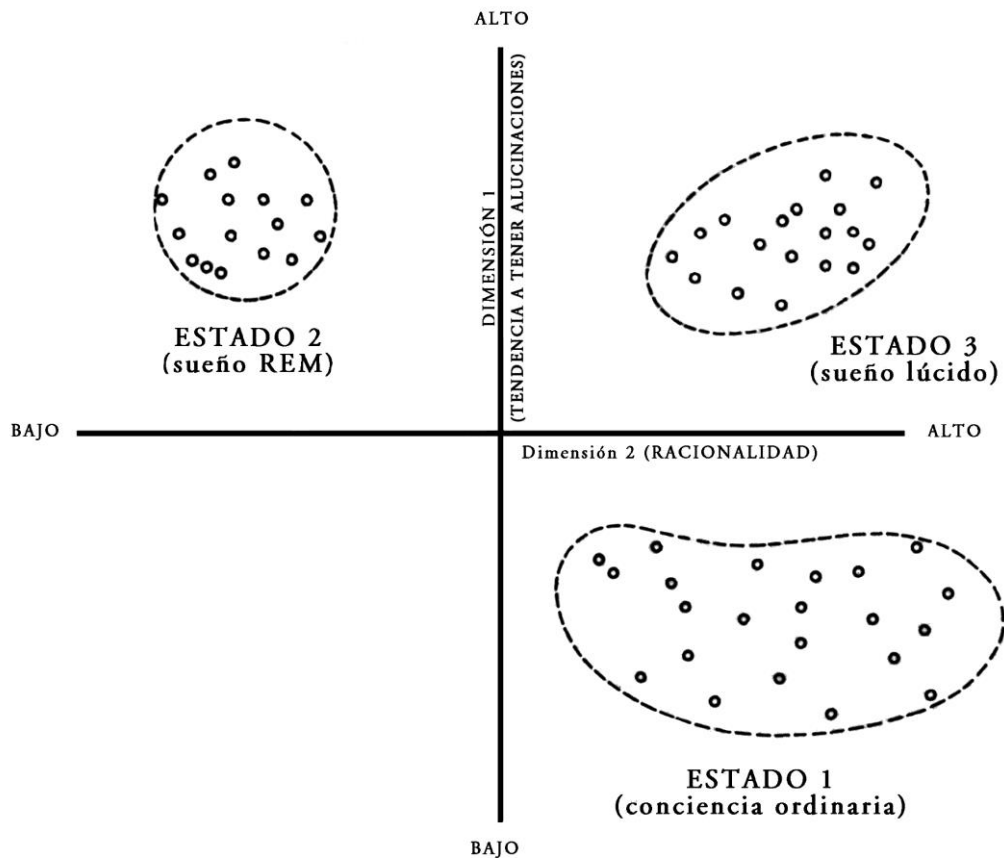 ALTO
DIMENSIÓN 1
(TENDENCIA A TENER ALUCINACIONES)
ESTADO 2
(sueño REM)
ESTADO 3
(sueño lúcido)
BAJO
ALTO
Dimensión 2 (RACIONALIDAD)
ESTADO 1
(conciencia ordinaria)
BAJO